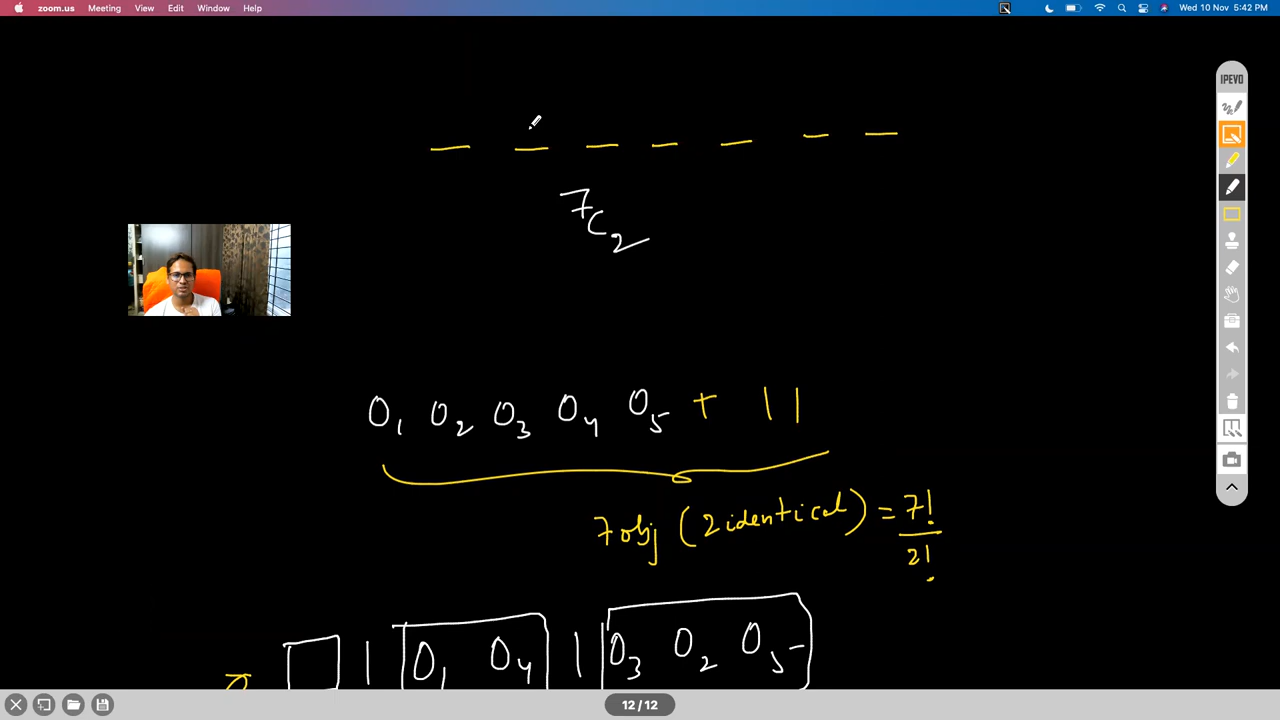 zoom.us Meeting View Edit Window Help Wed 10 Nov 5:42 PM
IPEVO
— — — — — — —
⁷C₂
O₁ O₂ O₃ O₄ O₅ + | |
7 obj (2 identical) = 7!/2!
| O₁ O₄ | O₃ O₂ O₅
12 / 12